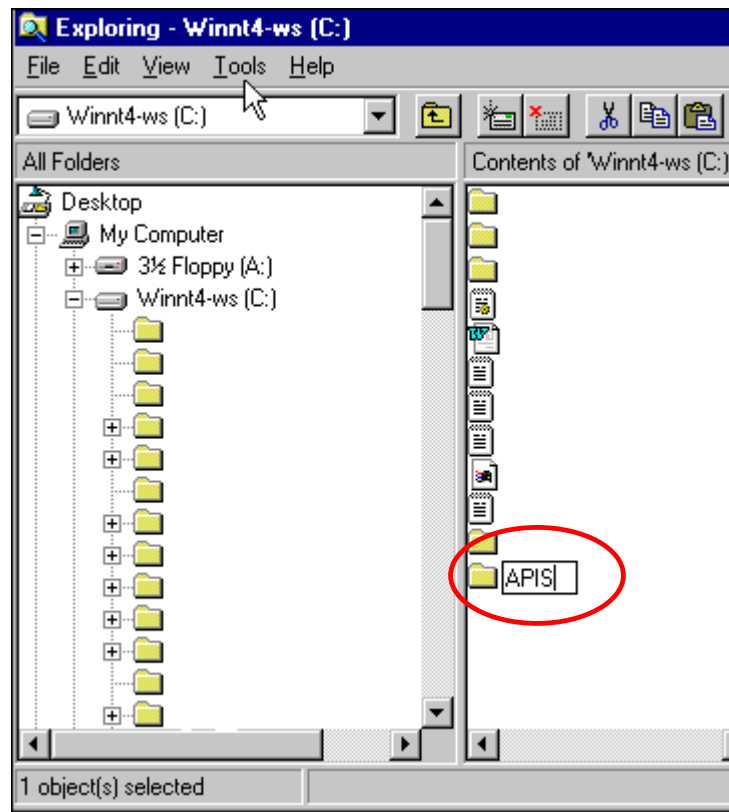 Exploring - Winnt4-ws (C:)
File Edit View Tools Help
Winnt4-ws (C:)
All Folders
Contents of 'Winnt4-ws (C:)
Desktop
My Computer
3½ Floppy (A:)
Winnt4-ws (C:)
APIS
1 object(s) selected